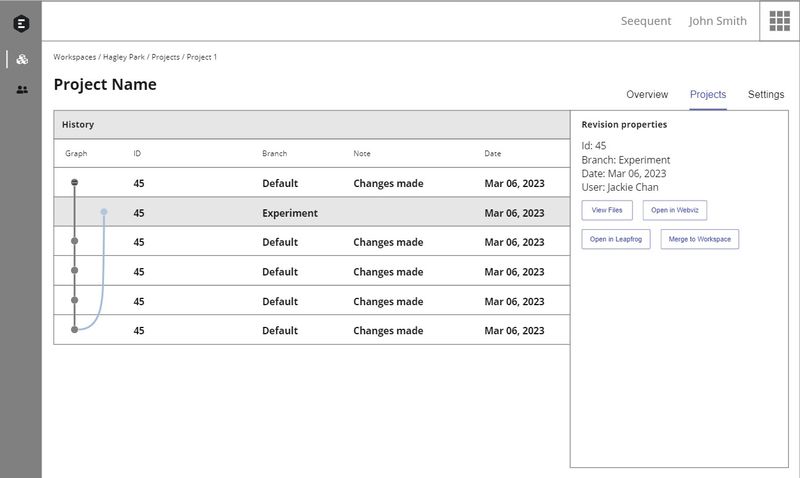 Seequent John Smith
Workspaces / Hagley Park / Projects / Project 1
Project Name
Overview Projects Settings
History
Graph ID Branch Note Date
45 Default Changes made Mar 06, 2023
45 Experiment Mar 06, 2023
45 Default Changes made Mar 06, 2023
45 Default Changes made Mar 06, 2023
45 Default Changes made Mar 06, 2023
45 Default Changes made Mar 06, 2023
Revision properties
Id: 45
Branch: Experiment
Date: Mar 06, 2023
User: Jackie Chan
View Files Open in Webviz
Open in Leapfrog Merge to Workspace